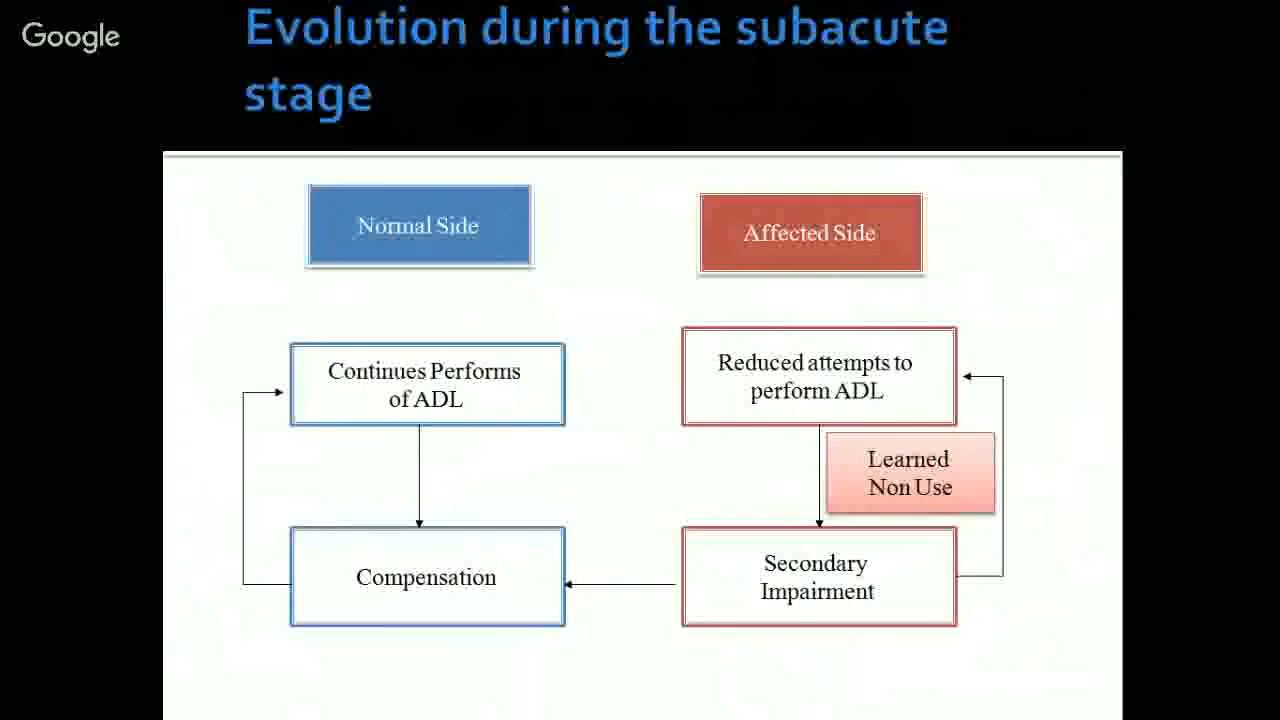 Google
Evolution during the subacute
stage
Normal Side
Affected Side
Continues Performs
of ADL
Reduced attempts to
perform ADL
Learned
Non Use
Compensation
Secondary
Impairment